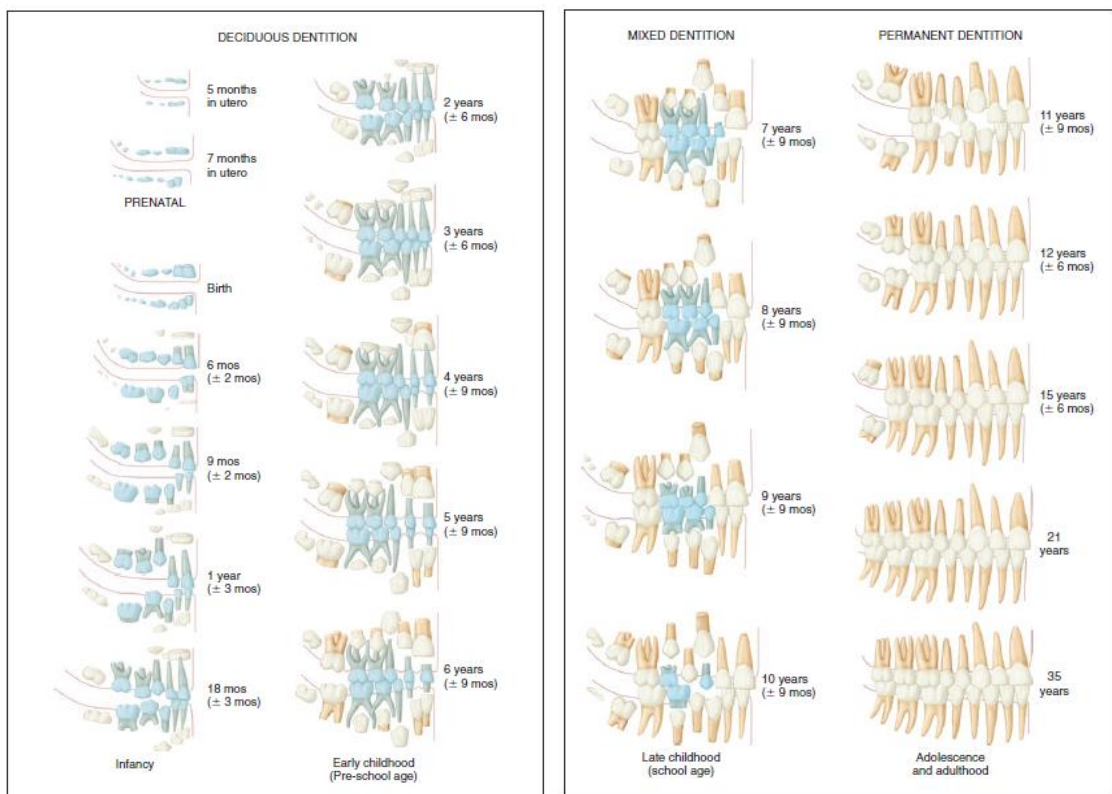 DECIDUOUS DENTITION
5 months
in utero
7 months
in utero
PRENATAL
Birth
6 mos
(± 2 mos)
9 mos
(± 2 mos)
1 year
(± 3 mos)
18 mos
(± 3 mos)
Infancy
2 years
(± 6 mos)
3 years
(± 6 mos)
4 years
(± 9 mos)
5 years
(± 9 mos)
6 years
(± 9 mos)
Early childhood
(Pre-school age)
MIXED DENTITION
7 years
(± 9 mos)
8 years
(± 9 mos)
9 years
(± 9 mos)
10 years
(± 9 mos)
Late childhood
(school age)
PERMANENT DENTITION
11 years
(± 9 mos)
12 years
(± 6 mos)
15 years
(± 6 mos)
21
years
35
years
Adolescence
and adulthood